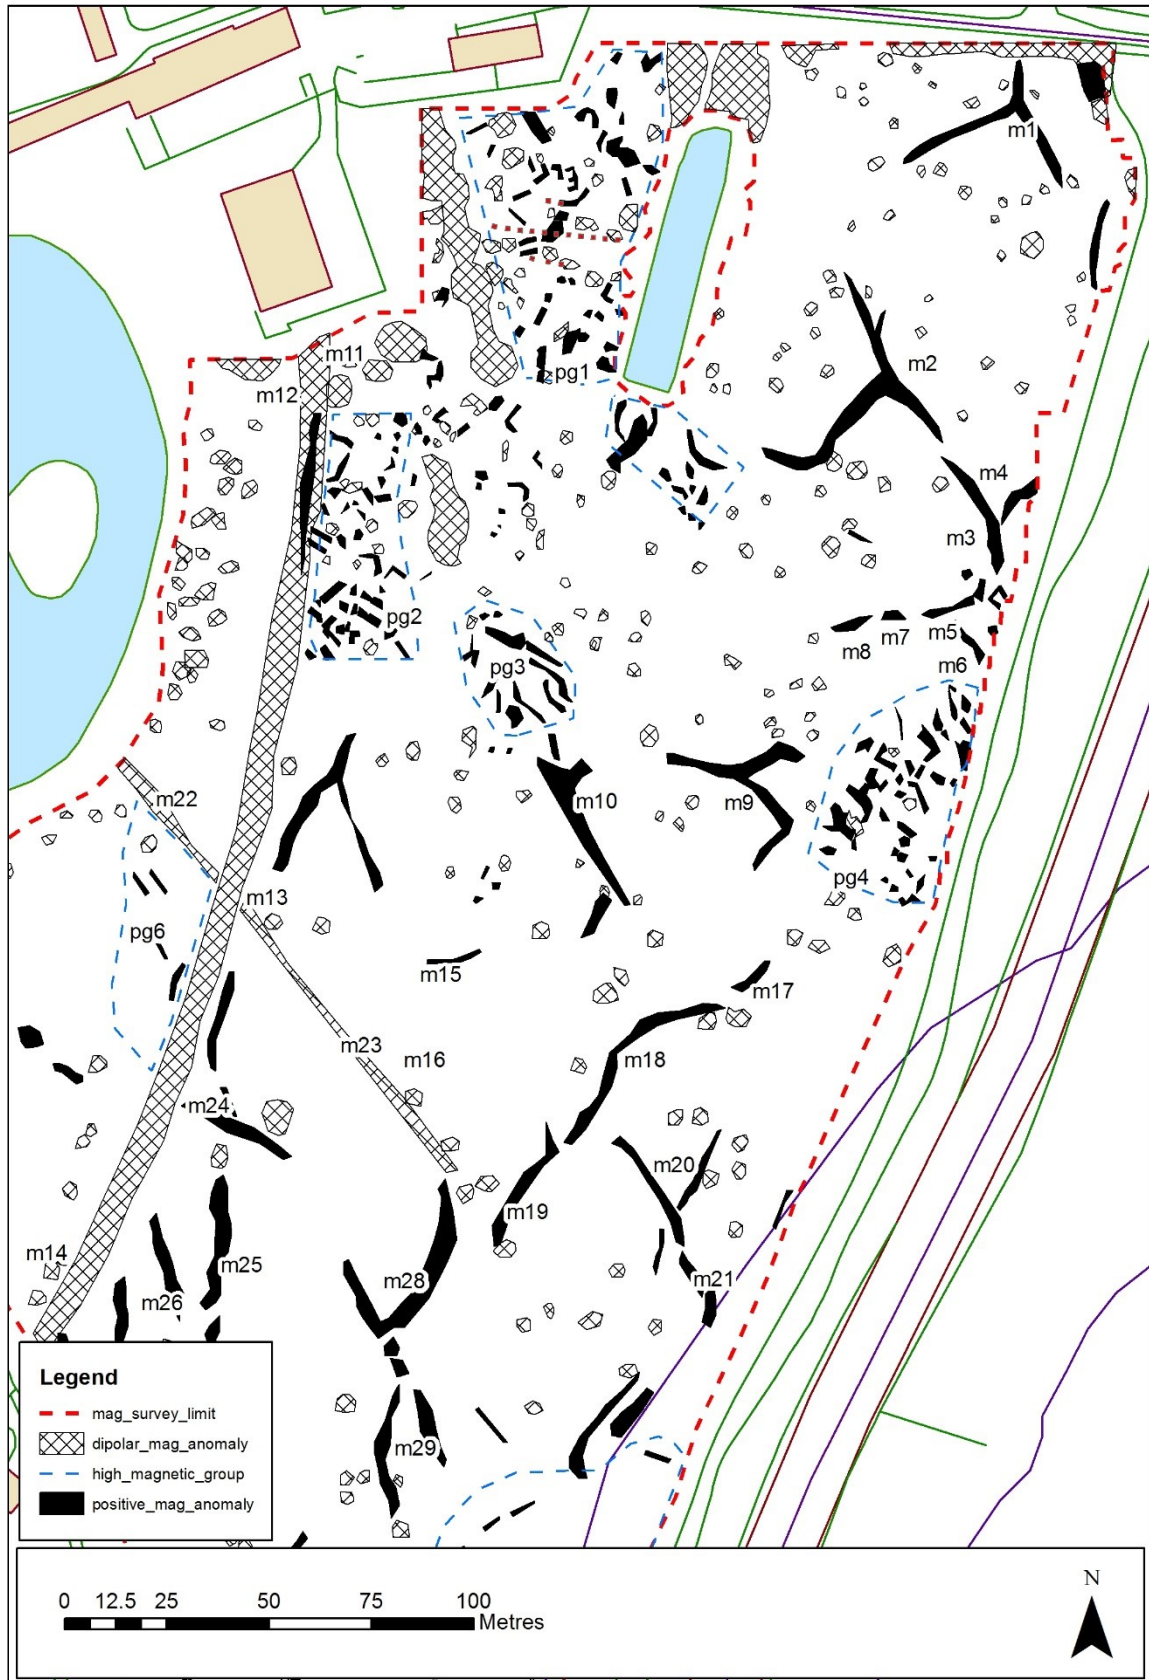 m1
m2
pg1
m11
m12
m4
m3
pg2
m5
m7
m8
m6
pg3
m22
m10
m9
pg4
m13
pg6
m15
m17
m23
m16
m18
m24
m20
m19
m14
m25
m28
m21
m26
m29
Legend
mag_survey_limit
dipolar_mag_anomaly
high_magnetic_group
positive_mag_anomaly
0 12.5 25 50 75 100
Metres
N